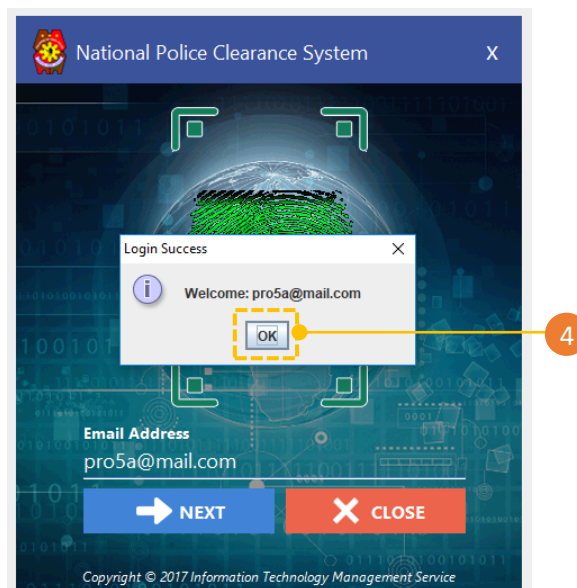 National Police Clearance System X
Login Success
Welcome: pro5a@mail.com
OK
4
Email Address
pro5a@mail.com
NEXT
CLOSE
Copyright © 2017 Information Technology Management Service